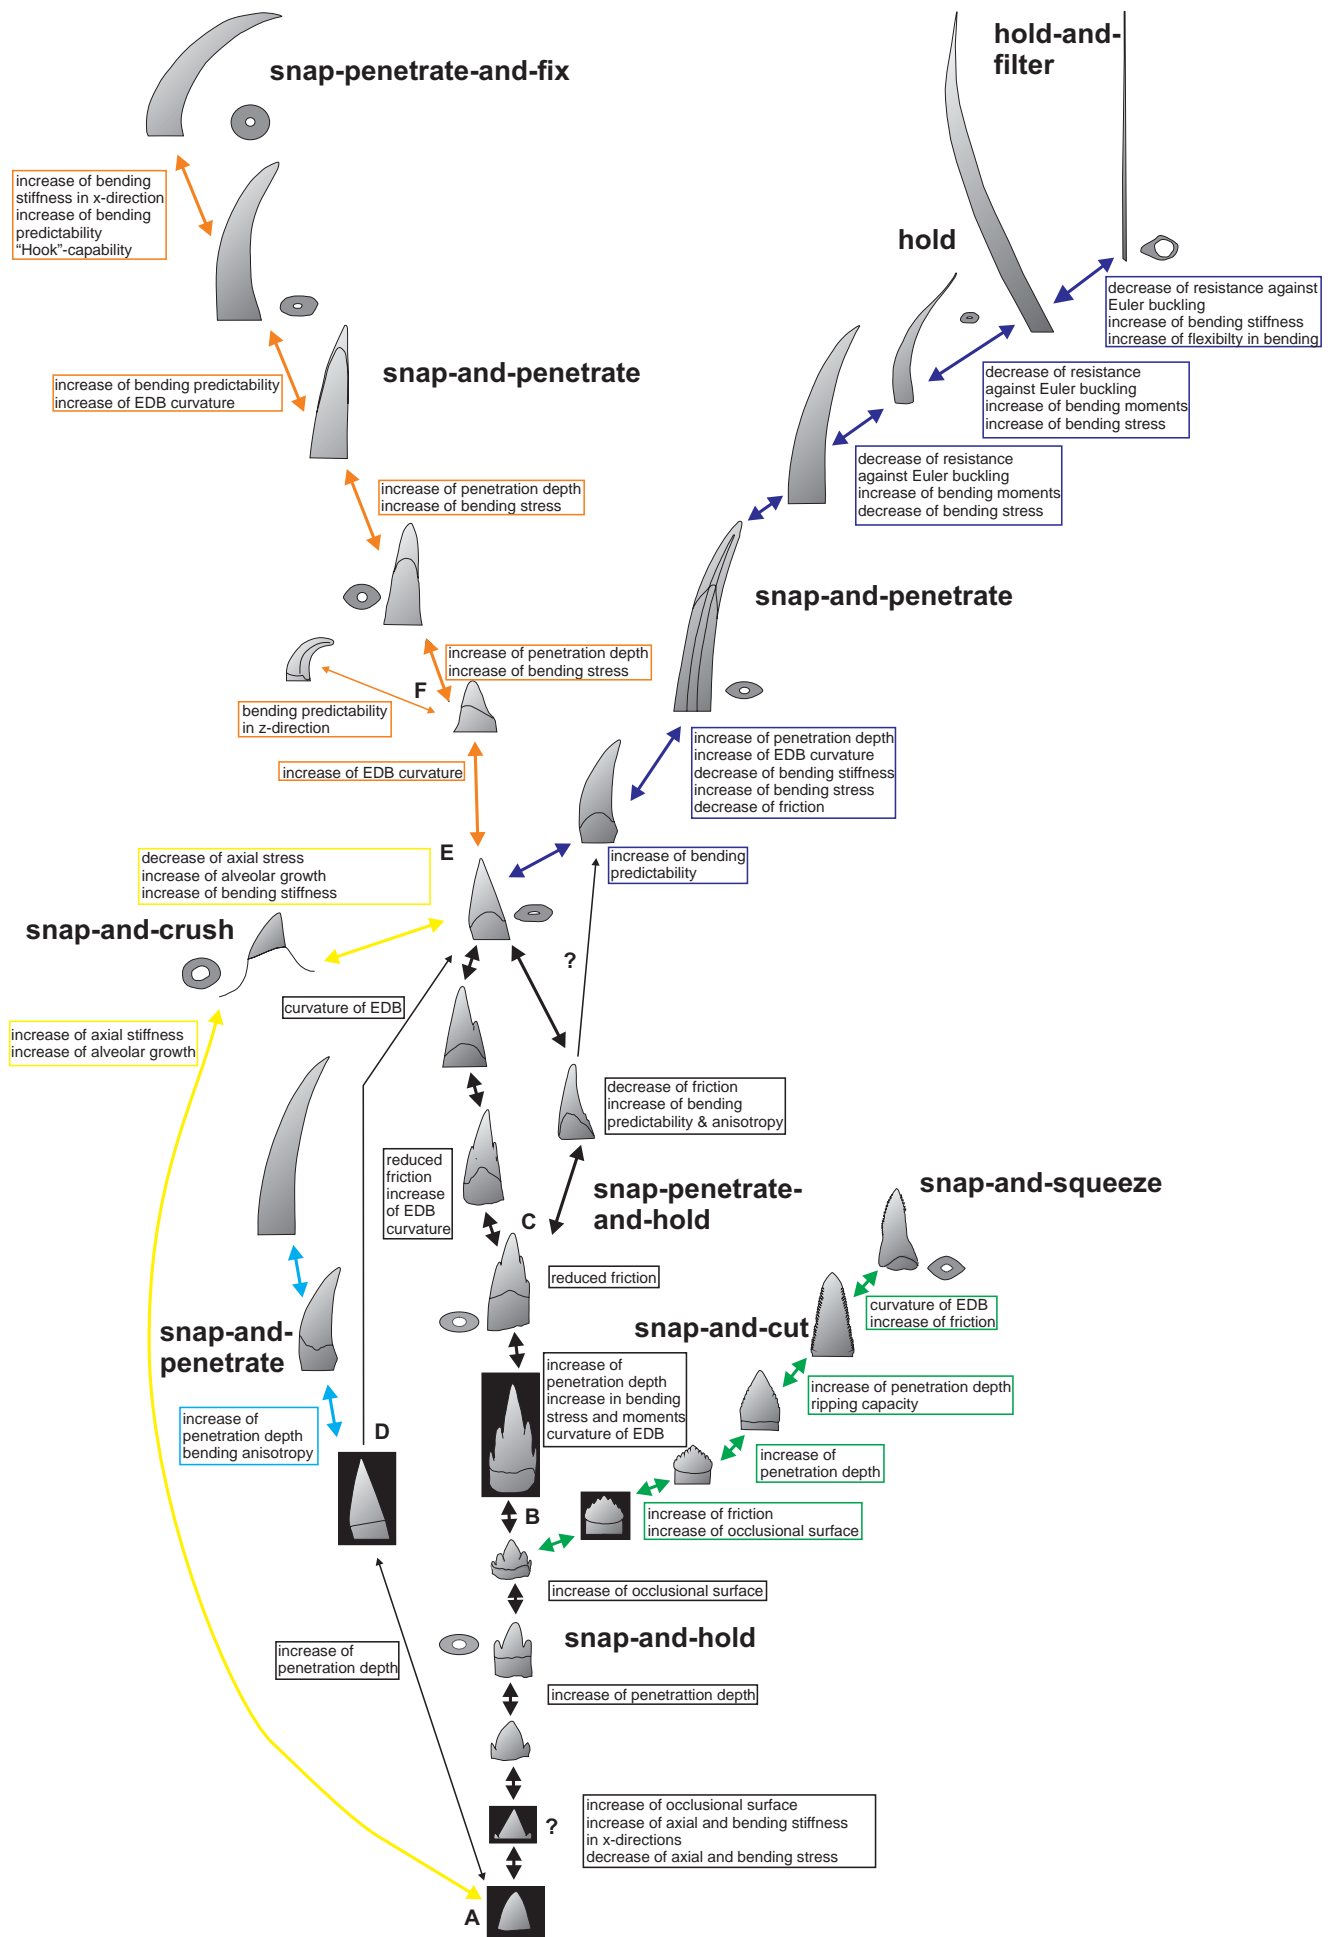 snap-penetrate-and-fix
hold-and-
filter
increase of bending
stiffness in x-direction
increase of bending
predictability
“Hook”-capability
hold
decrease of resistance against
Euler buckling
increase of bending stiffness
increase of flexibilty in bending
snap-and-penetrate
increase of bending predictability
increase of EDB curvature
decrease of resistance
against Euler buckling
increase of bending moments
increase of bending stress
decrease of resistance
against Euler buckling
increase of bending moments
decrease of bending stress
increase of penetration depth
increase of bending stress
snap-and-penetrate
increase of penetration depth
increase of bending stress
F
bending predictability
in z-direction
increase of EDB curvature
increase of penetration depth
increase of EDB curvature
decrease of bending stiffness
increase of bending stress
decrease of friction
E
decrease of axial stress
increase of alveolar growth
increase of bending stiffness
increase of bending
predictability
snap-and-crush
?
curvature of EDB
increase of axial stiffness
increase of alveolar growth
decrease of friction
increase of bending
predictability & anisotropy
reduced
friction
increase
of EDB
curvature
snap-penetrate-
and-hold
snap-and-squeeze
C
reduced friction
curvature of EDB
increase of friction
snap-and-
penetrate
snap-and-cut
increase of
penetration depth
increase in bending
stress and moments
curvature of EDB
increase of penetration depth
ripping capacity
increase of
penetration depth
bending anisotropy
D
increase of
penetration depth
B
increase of friction
increase of occlusional surface
increase of occlusional surface
snap-and-hold
increase of
penetration depth
increase of penetrattion depth
?
increase of occlusional surface
increase of axial and bending stiffness
in x-directions
decrease of axial and bending stress
A